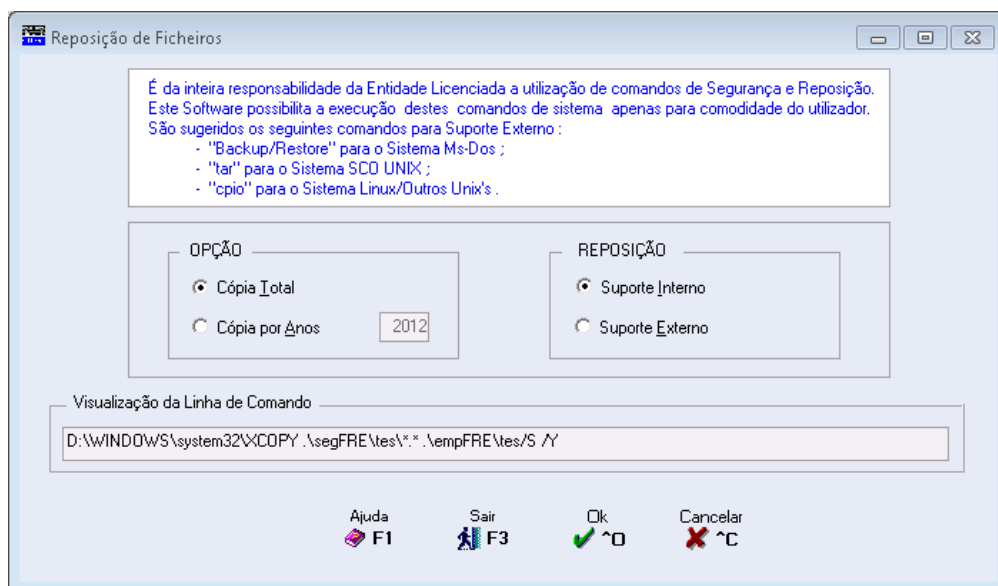 Reposição de Ficheiros
É da inteira responsabilidade da Entidade Licenciada a utilização de comandos de Segurança e Reposição.
Este Software possibilita a execução destes comandos de sistema apenas para comodidade do utilizador.
São sugeridos os seguintes comandos para Suporte Externo :
- "Backup/Restore" para o Sistema Ms-Dos ;
- "tar" para o Sistema SCO UNIX ;
- "cpio" para o Sistema Linux/Outros Unix's .
OPÇÃO
Cópia Total
Cópia por Anos 2012
REPOSIÇÃO
Suporte Interno
Suporte Externo
Visualização da Linha de Comando
D:\WINDOWS\system32\XCOPY .\segFRE\tes\*.* .\empFRE\tes/S /Y
Ajuda F1
Sair F3
Ok ^O
Cancelar ^C